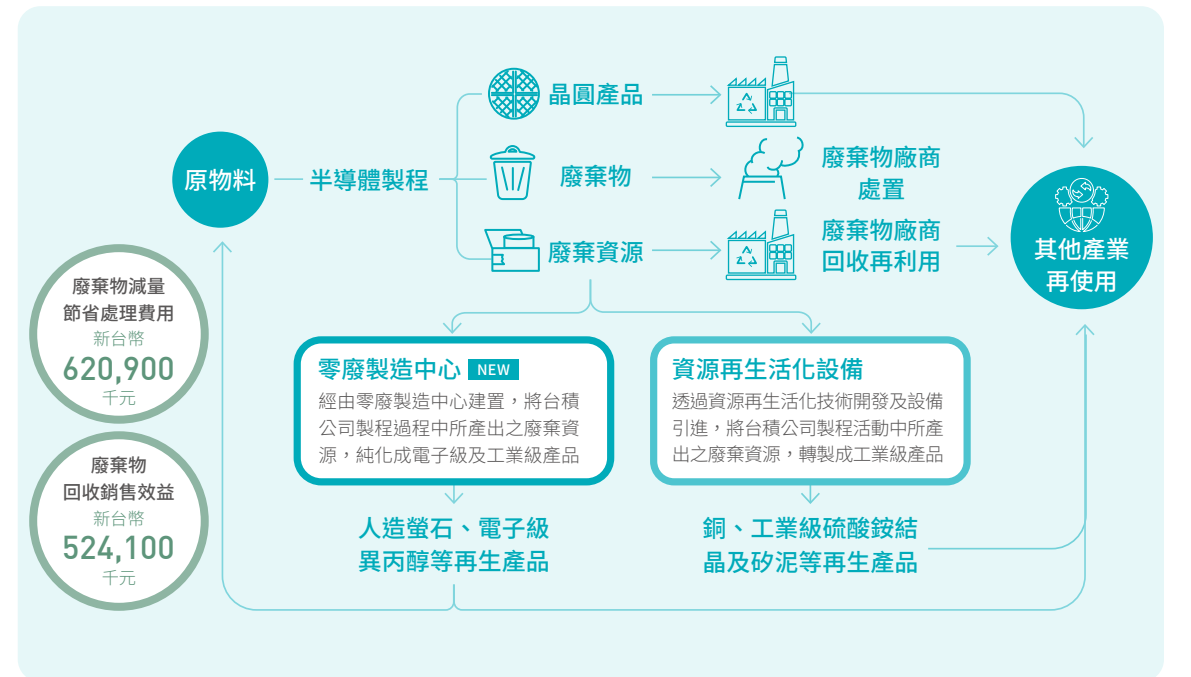 晶圓產品
原物料
半導體製程
廢棄物
廢棄物廠商
處置
廢棄資源
廢棄物廠商
回收再利用
其他產業
再使用
廢棄物減量
節省處理費用
新台幣
620,900
千元
廢棄物
回收銷售效益
新台幣
524,100
千元
零廢製造中心 NEW
經由零廢製造中心建置，將台積
公司製程過程中所產出之廢棄資
源，純化成電子級及工業級產品
資源再生活化設備
透過資源再生活化技術開發及設備
引進，將台積公司製程活動中所產
出之廢棄資源，轉製成工業級產品
人造螢石、電子級
異丙醇等再生產品
銅、工業級硫酸銨結
晶及矽泥等再生產品